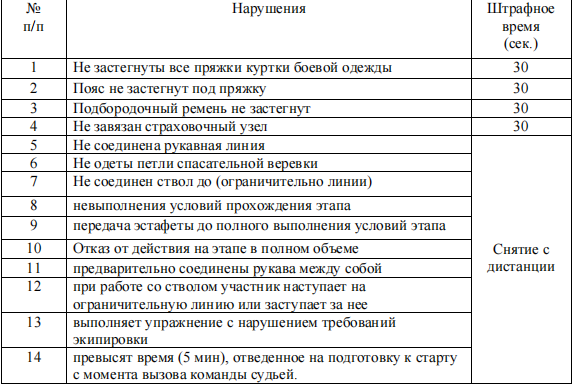 №
п/п
Нарушения
Штрафное
время
(сек.)
1 Не застегнуты все пряжки куртки боевой одежды 30
2 Пояс не застегнут под пряжку 30
3 Подбородочный ремень не застегнут 30
4 Не завязан страховочный узел 30
5 Не соединена рукавная линия
6 Не одеты петли спасательной веревки
7 Не соединен ствол до (ограничительно линии)
8 невыполнения условий прохождения этапа
9 передача эстафеты до полного выполнения условий этапа
10 Отказ от действия на этапе в полном объеме
11 предварительно соединены рукава между собой
12 при работе со стволом участник наступает на
ограничительную линию или заступает за нее
13 выполняет упражнение с нарушением требований
экипировки
14 превысят время (5 мин), отведенное на подготовку к старту
с момента вызова команды судьей.
Снятие с
дистанции